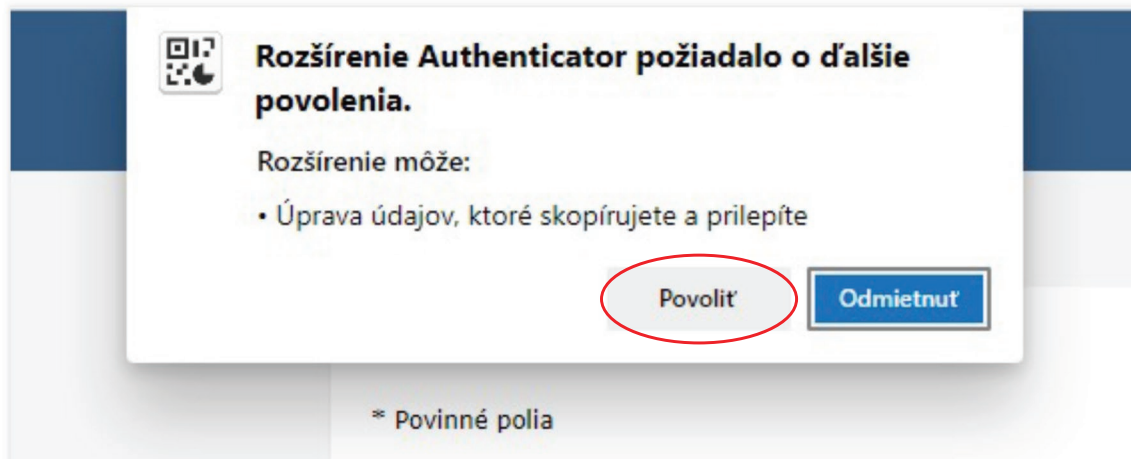 Rozšírenie Authenticator požiadalo o ďalšie
povolenia.
Rozšírenie môže:
• Úprava údajov, ktoré skopírujete a prilepíte
Povoliť
Odmietnuť
* Povinné polia